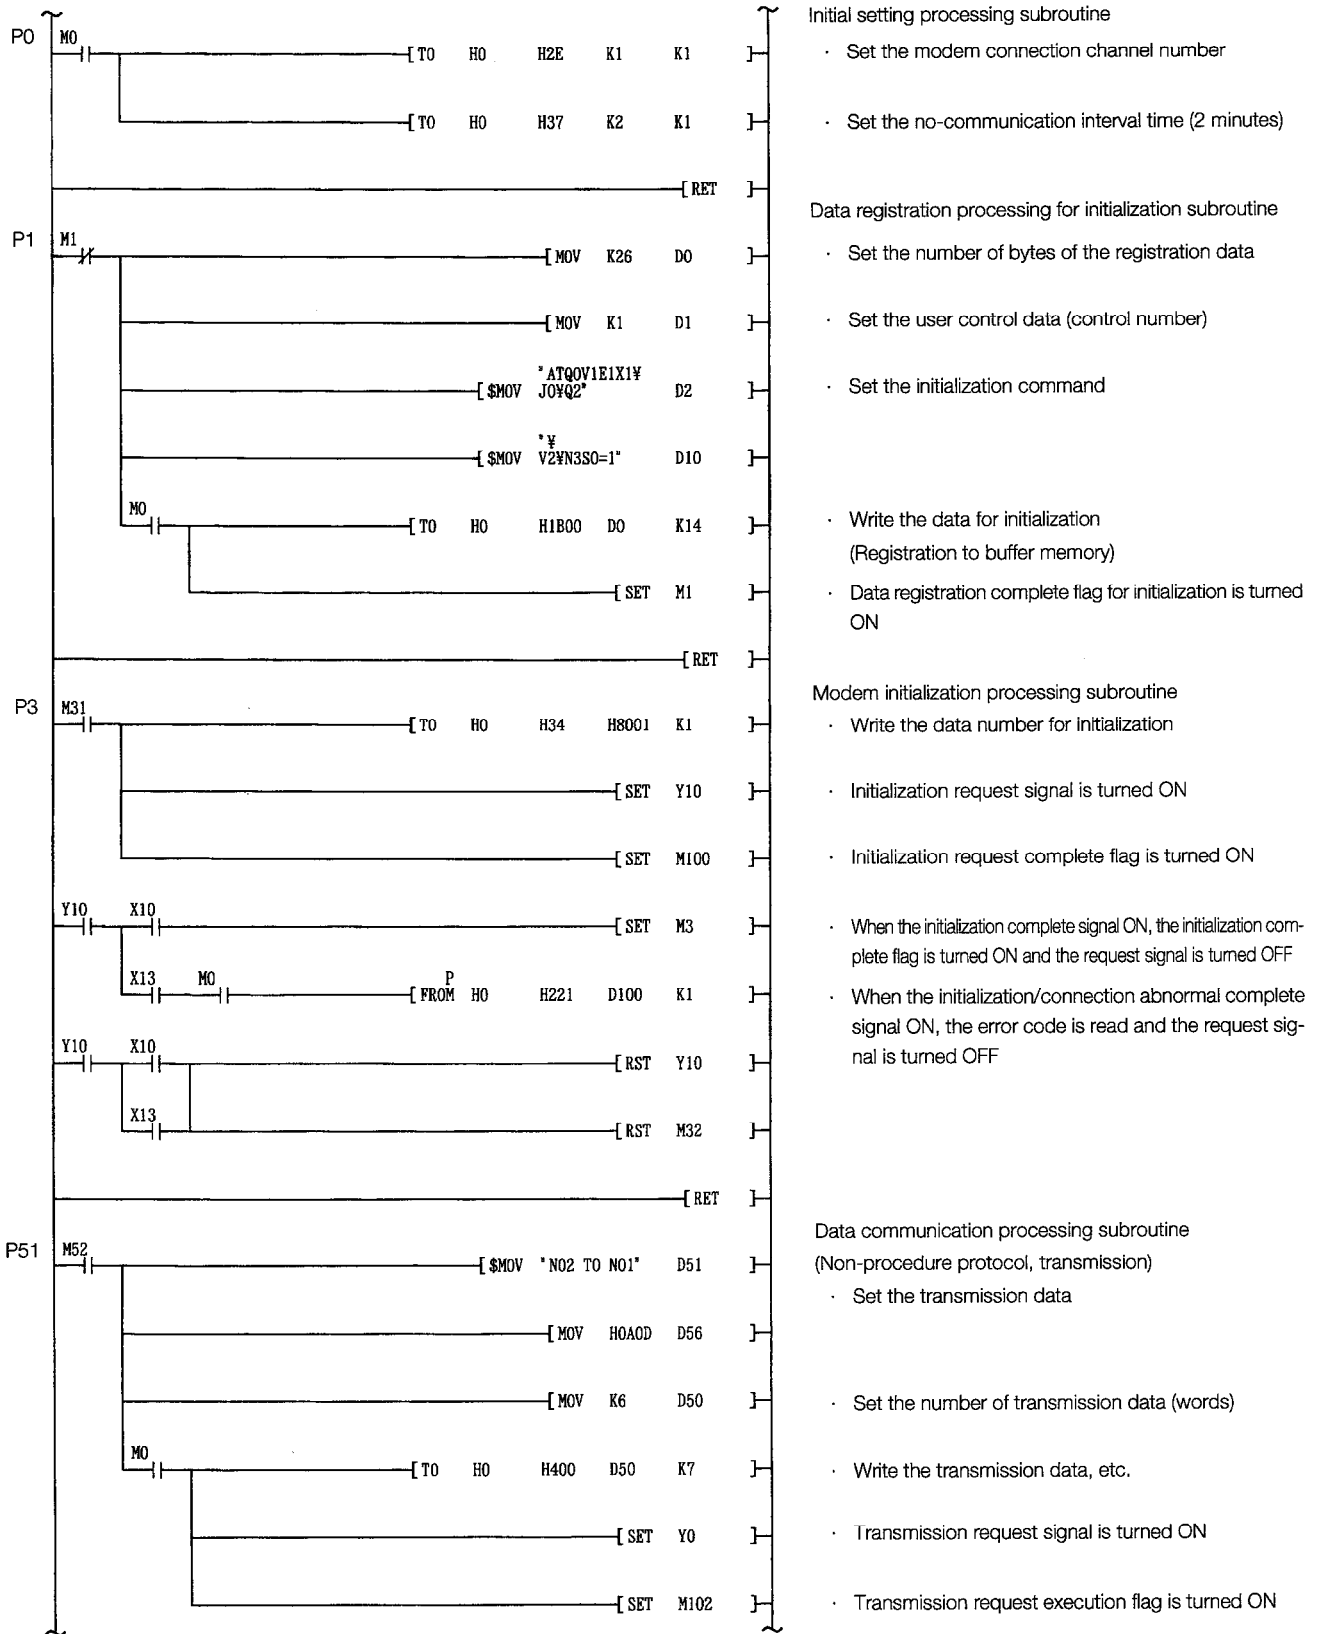 Initial setting processing subroutine
P0 M0 [ TO H0 H2E K1 K1 ] · Set the modem connection channel number
[ TO H0 H37 K2 K1 ] · Set the no-communication interval time (2 minutes)
[ RET ]
Data registration processing for initialization subroutine
P1 M1 [ MOV K26 D0 ] · Set the number of bytes of the registration data
[ MOV K1 D1 ] · Set the user control data (control number)
"ATQ0V1E1X1¥
[ $MOV J0¥Q2" D2 ] · Set the initialization command
"¥
[ $MOV V2¥N3S0=1" D10 ]
M0 [ TO H0 H1B00 D0 K14 ] · Write the data for initialization
(Registration to buffer memory)
[ SET M1 ] · Data registration complete flag for initialization is turned
ON
[ RET ]
Modem initialization processing subroutine
P3 M31 [ TO H0 H34 H8001 K1 ] · Write the data number for initialization
[ SET Y10 ] · Initialization request signal is turned ON
[ SET M100 ] · Initialization request complete flag is turned ON
Y10 X10 [ SET M3 ] · When the initialization complete signal ON, the initialization com-
plete flag is turned ON and the request signal is turned OFF
P
X13 M0 [ FROM H0 H221 D100 K1 ] · When the initialization/connection abnormal complete
signal ON, the error code is read and the request sig-
nal is turned OFF
Y10 X10 [ RST Y10 ]
X13 [ RST M32 ]
[ RET ]
Data communication processing subroutine
P51 M52 [ $MOV "NO2 TO NO1" D51 ] (Non-procedure protocol, transmission)
· Set the transmission data
[ MOV H0A0D D56 ]
[ MOV K6 D50 ] · Set the number of transmission data (words)
M0 [ TO H0 H400 D50 K7 ] · Write the transmission data, etc.
[ SET Y0 ] · Transmission request signal is turned ON
[ SET M102 ] · Transmission request execution flag is turned ON